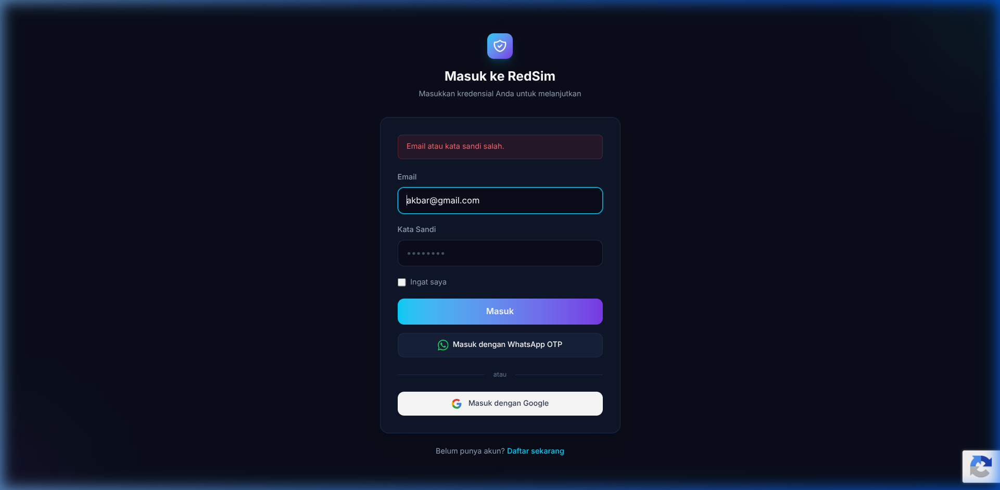 Masuk ke RedSim
Masukkan kredensial Anda untuk melanjutkan
Email atau kata sandi salah.
Email
akbar@gmail.com
Kata Sandi
••••••••
Ingat saya
Masuk
Masuk dengan WhatsApp OTP
atau
Masuk dengan Google
Belum punya akun? Daftar sekarang